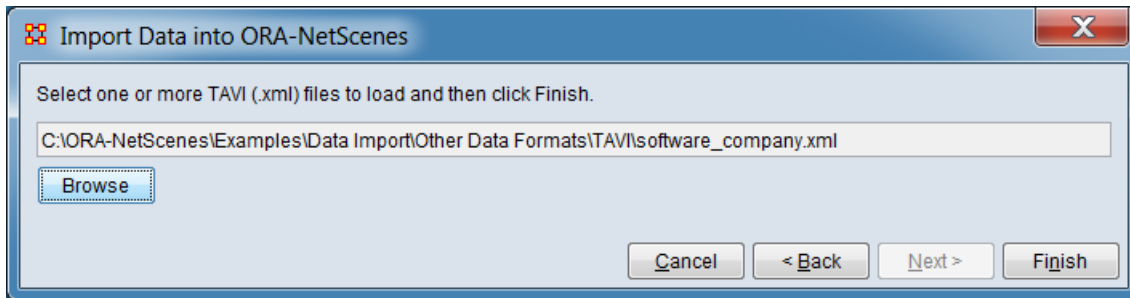 Import Data into ORA-NetScenes
X
Select one or more TAVI (.xml) files to load and then click Finish.
C:\ORA-NetScenes\Examples\Data Import\Other Data Formats\TAVI\software_company.xml
Browse
Cancel < Back Next > Finish